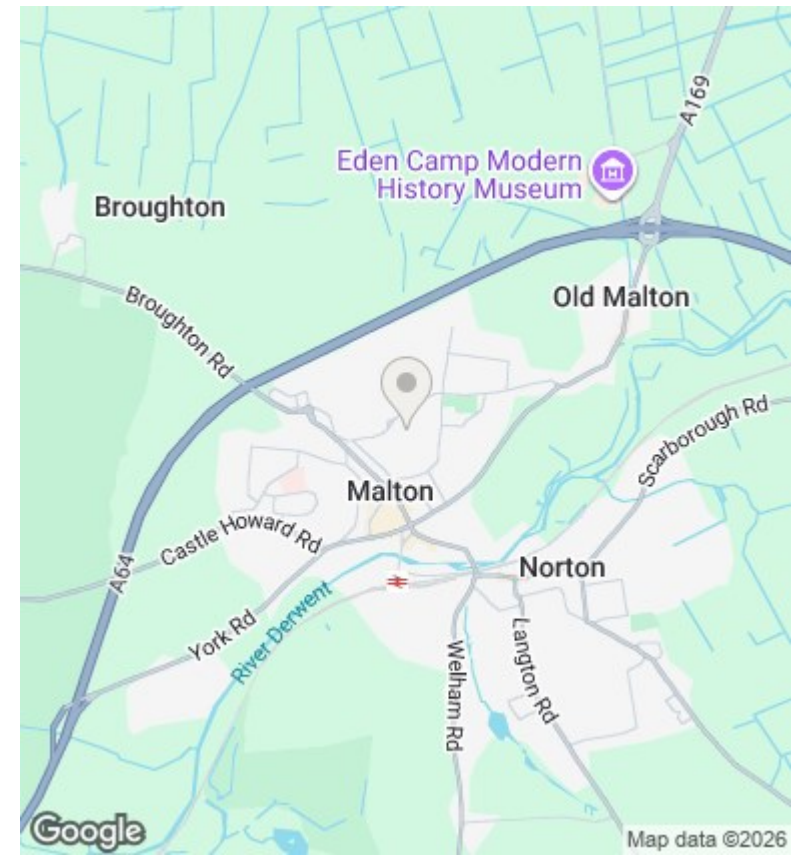 A169
Eden Camp Modern
History Museum
Broughton
Old Malton
Broughton Rd
Scarborough Rd
Malton
Castle Howard Rd
Norton
A64
York Rd
River Derwent
Langton Rd
Welham Rd
Google
Map data ©2026